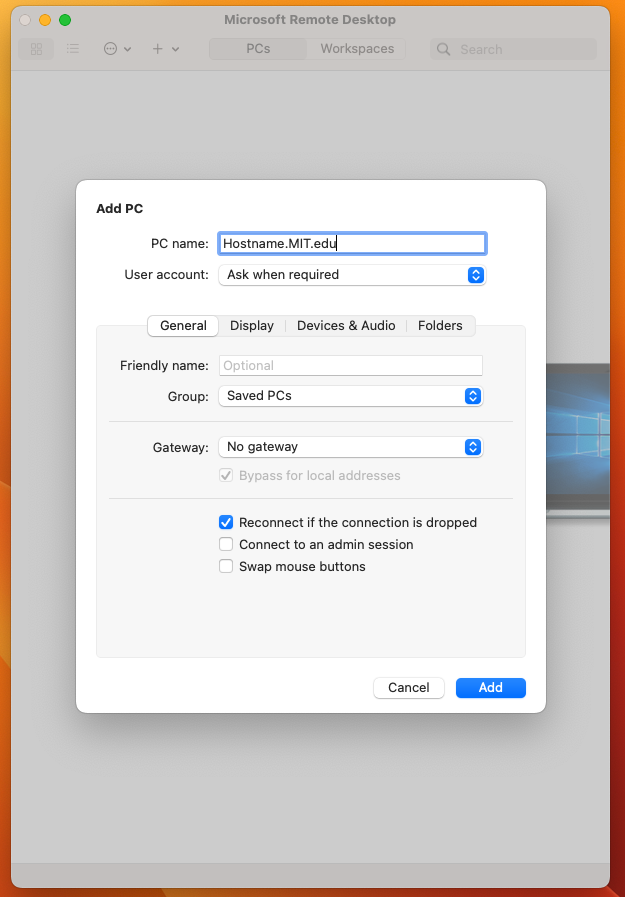 Microsoft Remote Desktop
PCs Workspaces Search
Add PC
PC name: Hostname.MIT.edu
User account: Ask when required
General Display Devices & Audio Folders
Friendly name: Optional
Group: Saved PCs
Gateway: No gateway
Bypass for local addresses
Reconnect if the connection is dropped
Connect to an admin session
Swap mouse buttons
Cancel Add